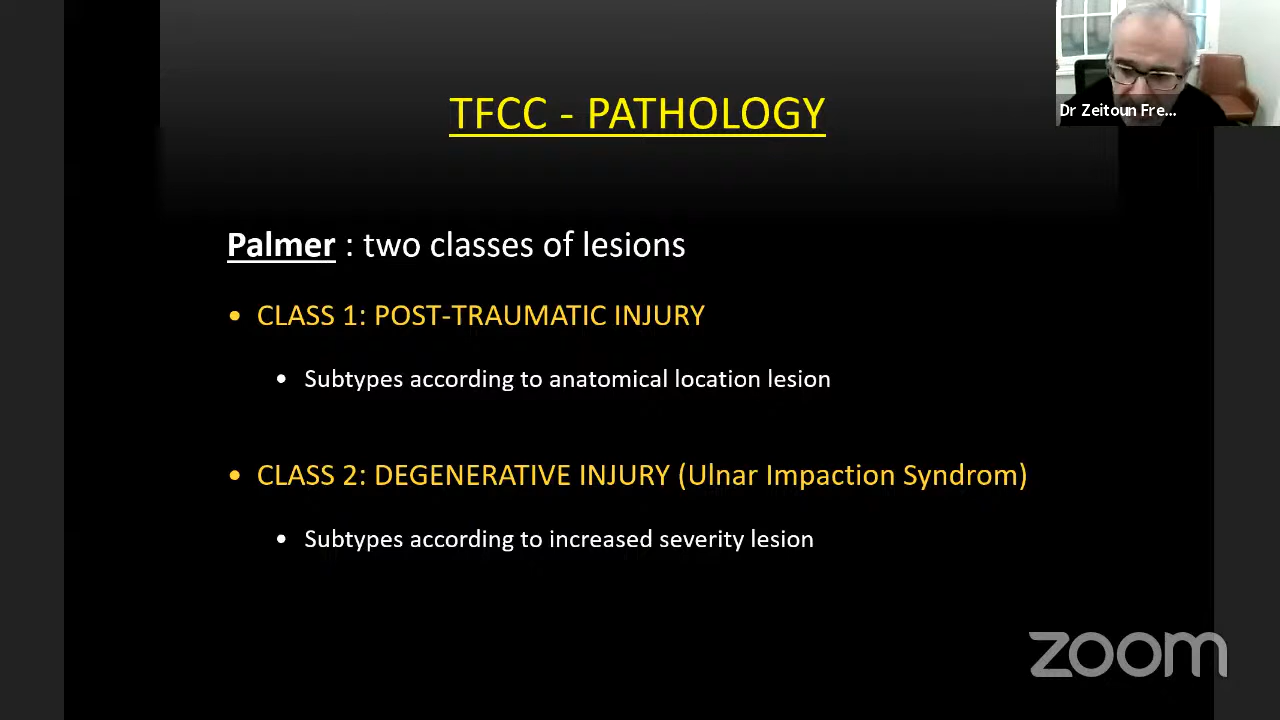 TFCC - PATHOLOGY
Dr Zeitoun Fre...
Palmer : two classes of lesions
• CLASS 1: POST-TRAUMATIC INJURY
• Subtypes according to anatomical location lesion
• CLASS 2: DEGENERATIVE INJURY (Ulnar Impaction Syndrom)
• Subtypes according to increased severity lesion
zoom